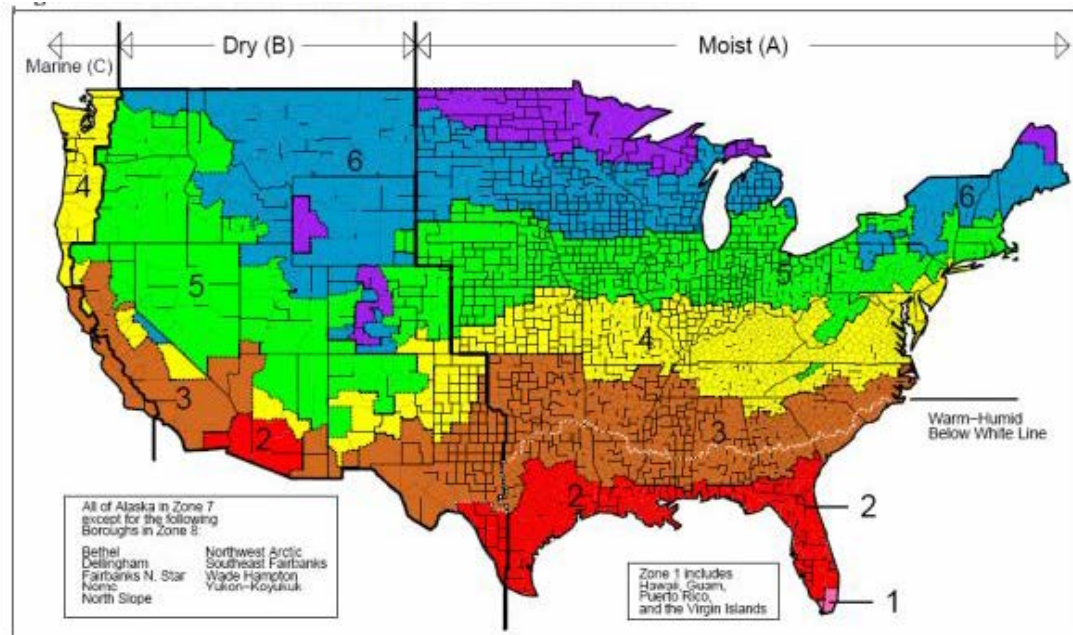 Dry (B)
Moist (A)
Marine (C)
7
6
6
4
5
5
4
3
3
2
2
2
1
Warm-Humid
Below White Line
All of Alaska in Zone 7
except for the following
Boroughs in Zone 8:
Bethel Northwest Arctic
Dellingham Southeast Fairbanks
Fairbanks N. Star Wade Hampton
Nome Yukon-Koyukuk
North Slope
Zone 1 includes
Hawaii, Guam,
Puerto Rico,
and the Virgin Islands